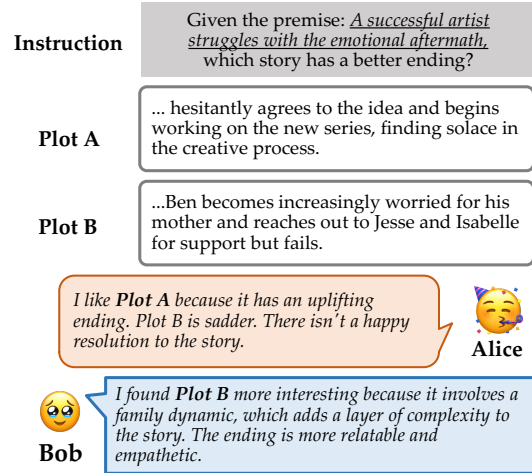 Instruction
Given the premise: A successful artist
struggles with the emotional aftermath,
which story has a better ending?
Plot A
... hesitantly agrees to the idea and begins
working on the new series, finding solace in
the creative process.
Plot B
...Ben becomes increasingly worried for his
mother and reaches out to Jesse and Isabelle
for support but fails.
I like Plot A because it has an uplifting
ending. Plot B is sadder. There isn't a happy
resolution to the story.
Alice
I found Plot B more interesting because it involves a
family dynamic, which adds a layer of complexity to
the story. The ending is more relatable and
empathetic.
Bob